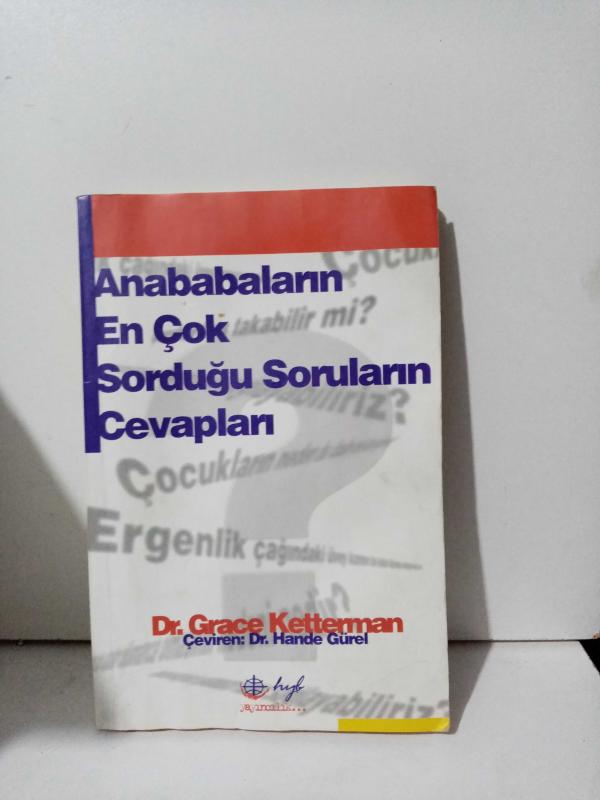 Anababaların
En Çok
Sorduğu Soruların
Cevapları
Çocukl
takabilir mi?
Çocukların
Ergenlik çağındaki
Dr. Grace Ketterman
Çeviren: Dr. Hande Gürel
hyb
yayıncılık...